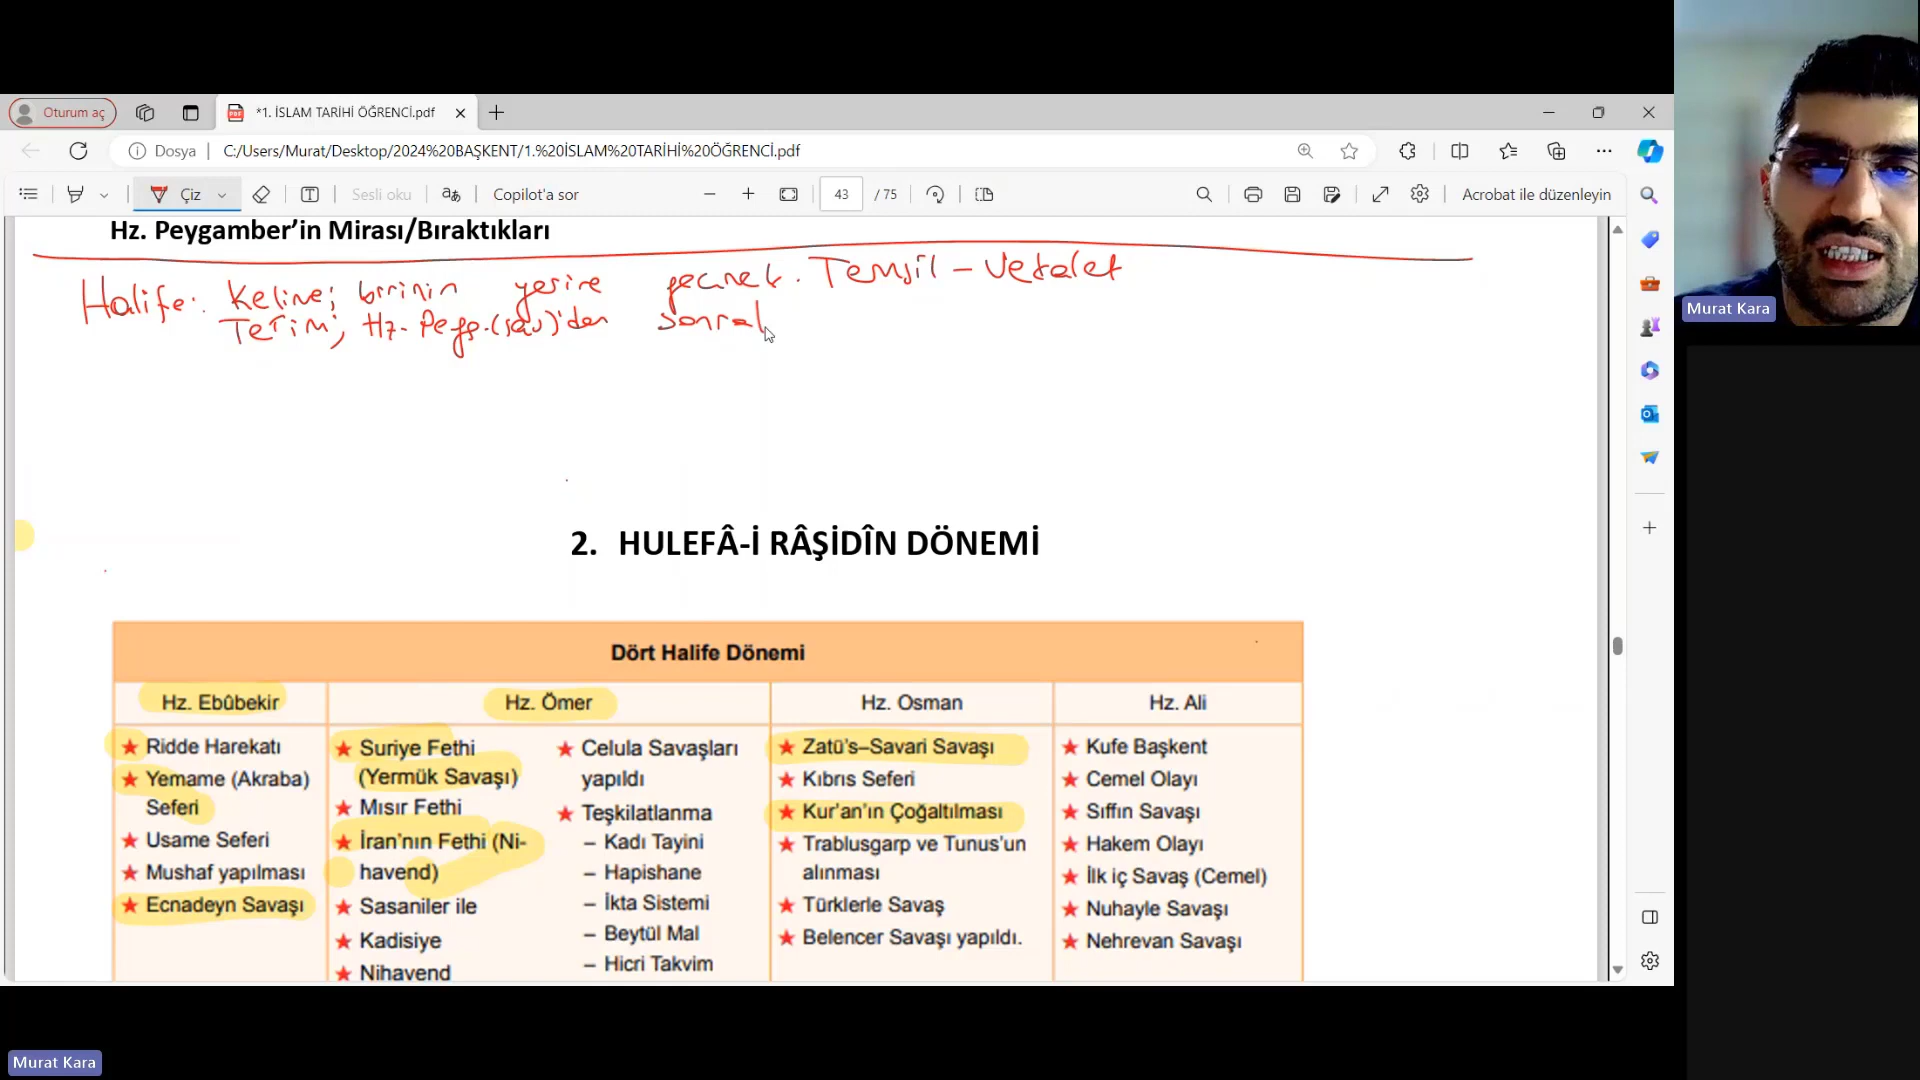 Oturum aç
*1. İSLAM TARİHİ ÖĞRENCİ.pdf
Dosya
C:/Users/Murat/Desktop/2024%20BAŞKENT/1.%20İSLAM%20TARİHİ%20ÖĞRENCİ.pdf
Çiz
Sesli oku
aあ
Copilot'a sor
43 / 75
Acrobat ile düzenleyin
Hz. Peygamber'in Mirası/Bıraktıkları
Halife: Kelime; birinin yerine geçmek. Temsil - Vekalet
Terim; Hz. Peyg.(sav)'den sonra
2. HULEFÂ-İ RÂŞİDÎN DÖNEMİ
Dört Halife Dönemi
Hz. Ebûbekir
★ Ridde Harekatı
★ Yemame (Akraba)
Seferi
★ Usame Seferi
★ Mushaf yapılması
★ Ecnadeyn Savaşı
Hz. Ömer
★ Suriye Fethi
(Yermük Savaşı)
★ Mısır Fethi
★ İran'nın Fethi (Ni-
havend)
★ Sasaniler ile
★ Kadisiye
★ Nihavend
★ Celula Savaşları
yapıldı
★ Teşkilatlanma
– Kadı Tayini
– Hapishane
– İkta Sistemi
– Beytül Mal
– Hicri Takvim
Hz. Osman
★ Zatü's–Savari Savaşı
★ Kıbrıs Seferi
★ Kur'an'ın Çoğaltılması
★ Trablusgarp ve Tunus'un
alınması
★ Türklerle Savaş
★ Belencer Savaşı yapıldı.
Hz. Ali
★ Kufe Başkent
★ Cemel Olayı
★ Sıffın Savaşı
★ Hakem Olayı
★ İlk iç Savaş (Cemel)
★ Nuhayle Savaşı
★ Nehrevan Savaşı
Murat Kara
Murat Kara